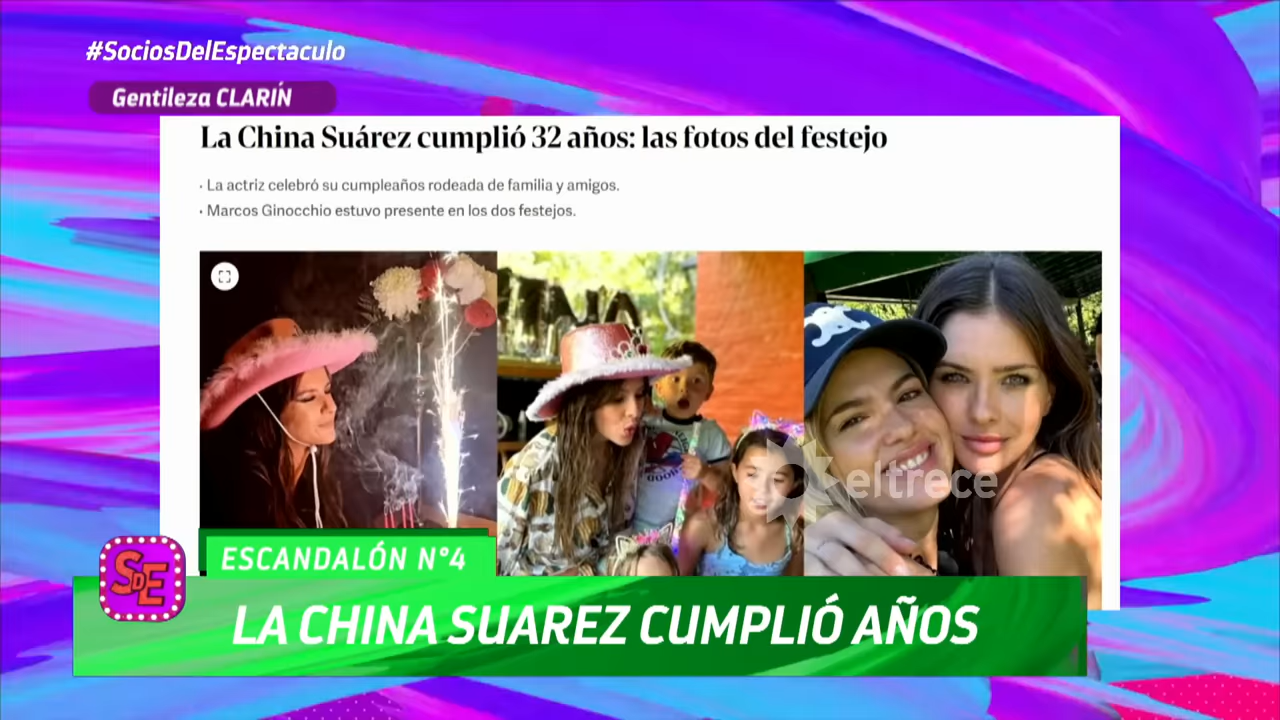 #SociosDelEspectaculo
Gentileza CLARÍN
La China Suárez cumplió 32 años: las fotos del festejo
· La actriz celebró su cumpleaños rodeada de familia y amigos.
· Marcos Ginocchio estuvo presente en los dos festejos.
eltrece
ESCANDALÓN N°4
SDE
LA CHINA SUAREZ CUMPLIÓ AÑOS